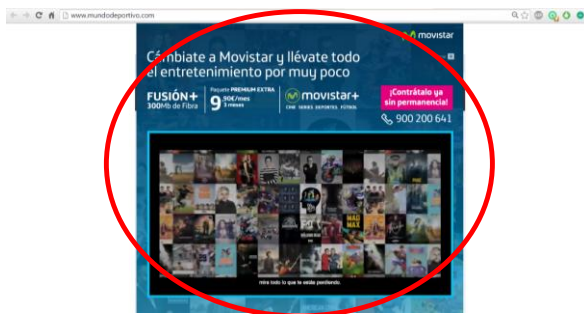 www.mundodeportivo.com
movistar
Cámbiate a Movistar y llévate todo
el entretenimiento por muy poco
FUSIÓN+
300Mb de Fibra
Paquete PREMIUM EXTRA
9,90€/mes
3 meses
movistar+
CINE SERIES DEPORTES FÚTBOL
¡Contrátalo ya
sin permanencia!
900 200 641
MAD
MAX
mira todo lo que te estás perdiendo.